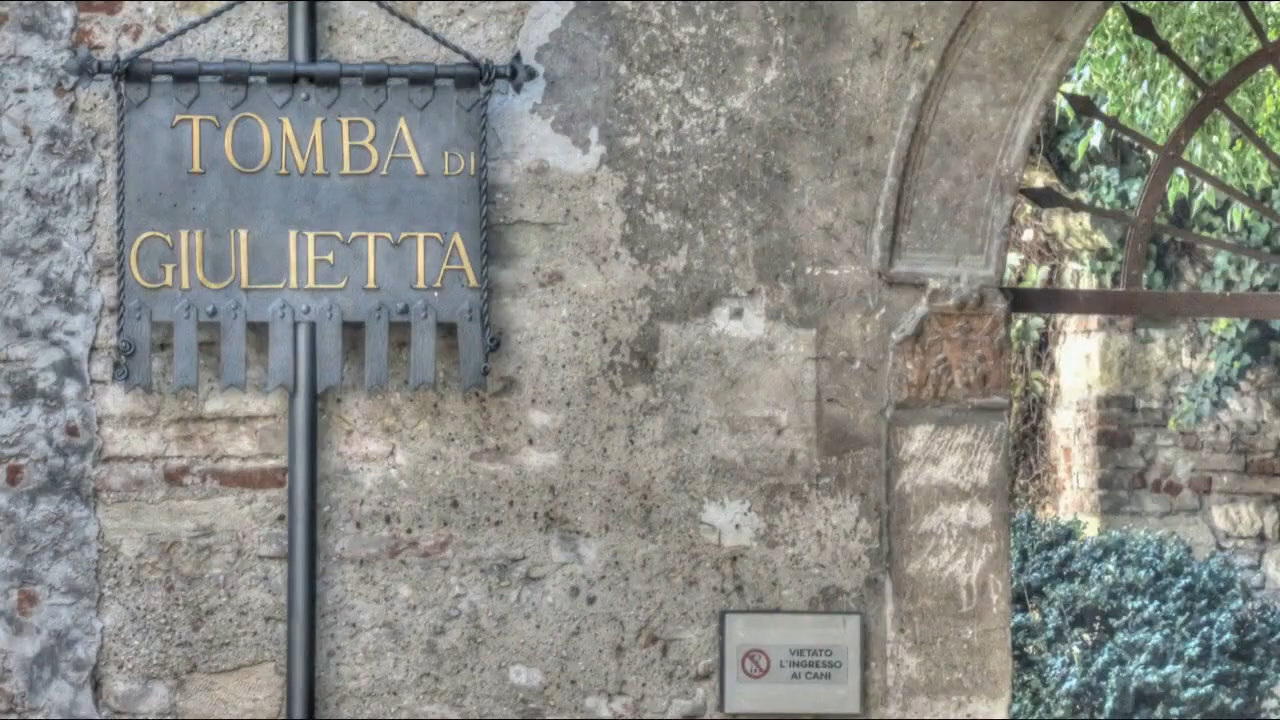 TOMBA DI
GIULIETTA
VIETATO
L'INGRESSO
AI CANI